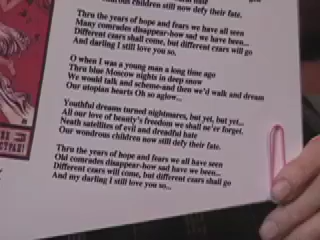 wondrous children still now defy their fate.
Thru the years of hope and fears we have all seen
Many comrades disappear-how sad we have been...
Different czars shall come, but different czars will go
And darling I still love you so.
O when I was a young man a long time ago
Thru blue Moscow nights in deep snow
We would talk and scheme-and then we'd walk and dream
Our utopian hearts Oh so aglow...
Youthful dreams turned nightmares, but yet, but yet...
All our love of beauty's freedom we shall ne'er forget.
Neath satellites of evil and dreadful hate
Our wondrous children still now defy their fate.
Thru the years of hope and fears we all have seen
Old comrades disappear-how sad we have been...
Different czars will come, but different czars shall go
And my darling I still love you so...